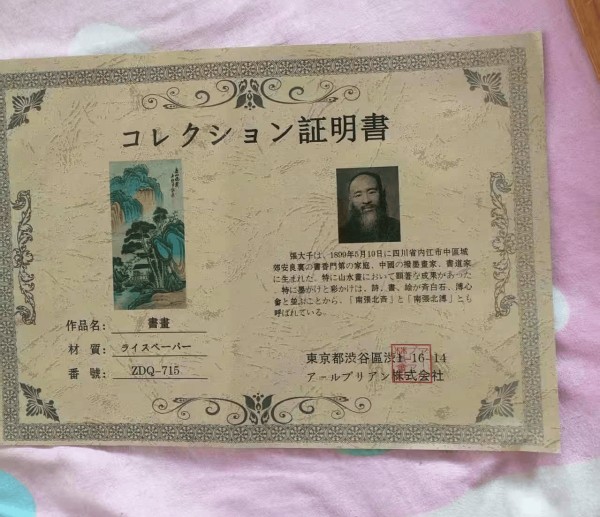 コレクション証明書
張大千は、1899年5月10日に四川省内江市中區城
郊安良裏の書香門第の家庭、中國の潑墨畫家、書道家
に生まれた、特に山水畫において顕著な成果があった
。特に墨がけと彩かけは、詩、書、絵が斉白石、溥心
畬と並ぶことから、「南張北斉」と「南張北溥」とも
呼ばれている。
作品名： 書畫
材 質： ライスペーパー
番 號： ZDQ-715
東京都渋谷區渋1-16-14
アールブリアン株式会社